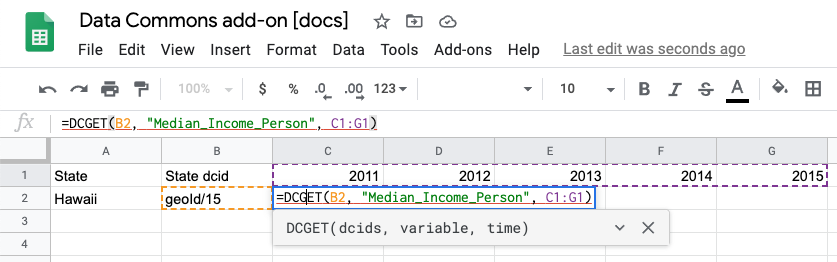 Data Commons add-on [docs]
File Edit View Insert Format Data Tools Add-ons Help Last edit was seconds ago
100% $ % .0 .00 123 10 B I S A
fx =DCGET(B2, "Median_Income_Person", C1:G1)
A B C D E F G
1 State State dcid 2011 2012 2013 2014 2015
2 Hawaii geoId/15 =DCGET(B2, "Median_Income_Person", C1:G1)
3 DCGET(dcids, variable, time)
4